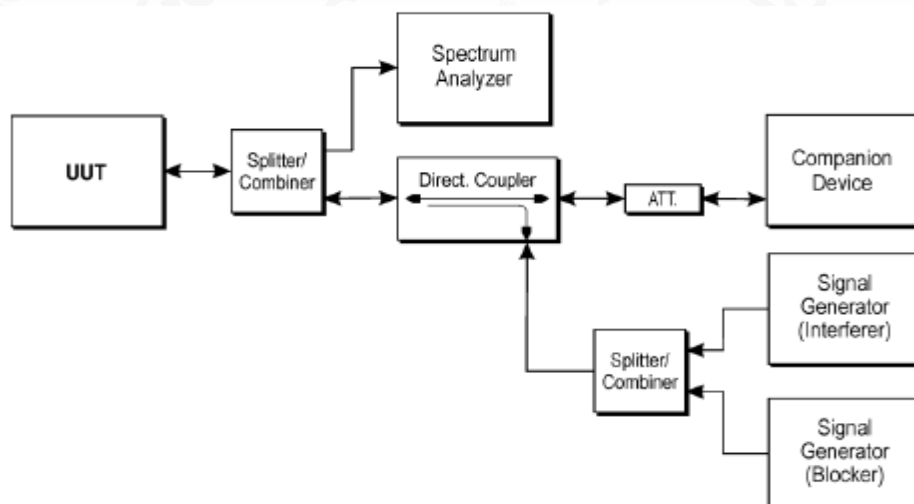 Spectrum
Analyzer
UUT
Splitter/
Combiner
Direct. Coupler
ATT.
Companion
Device
Signal
Generator
(Interferer)
Splitter/
Combiner
Signal
Generator
(Blocker)